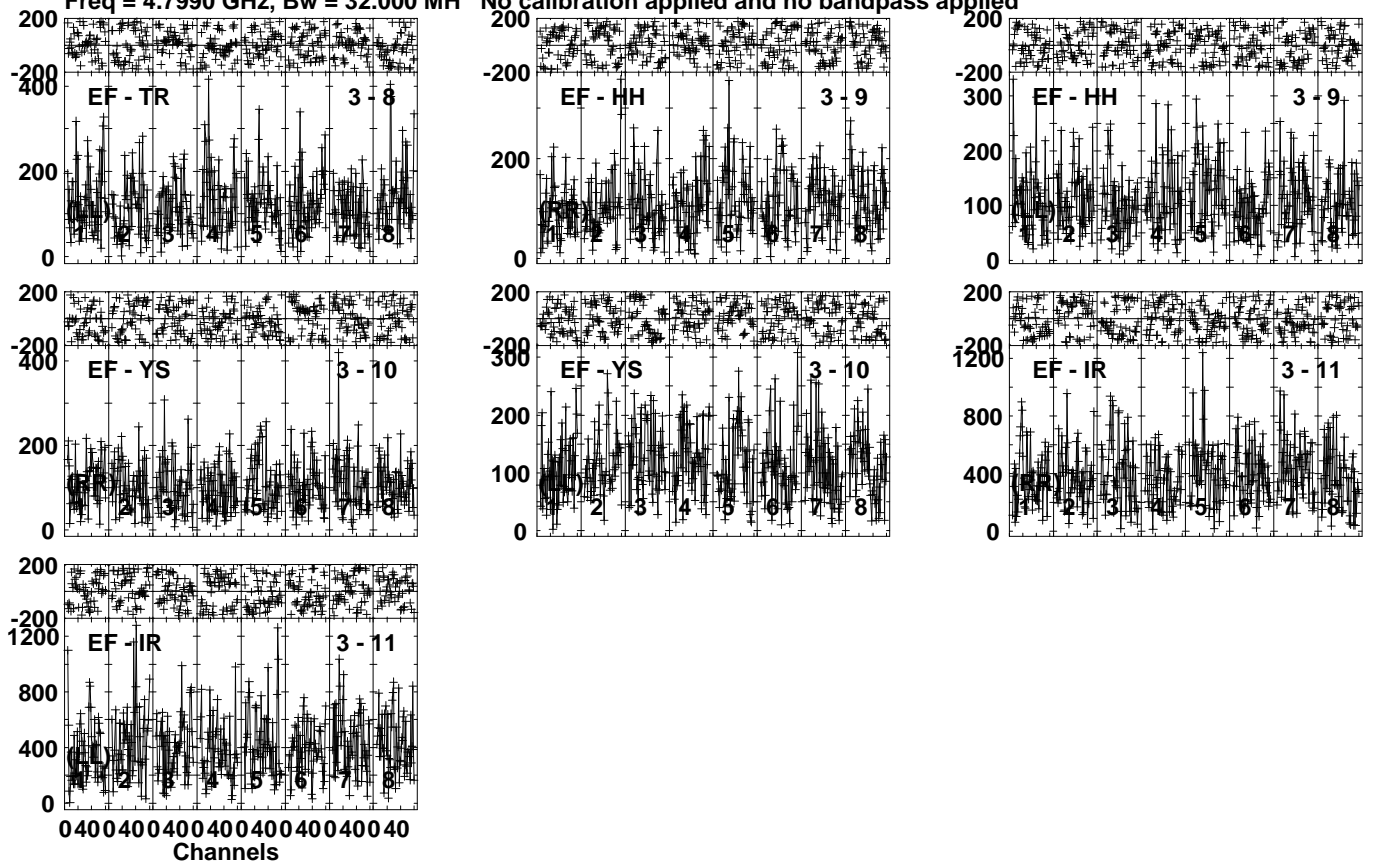 Freq = 4.7990 GHz, Bw = 32.000 MH No calibration applied and no bandpass applied
200
-200
400
200
0
EF - TR 3 - 8
(LL)
1 2 3 4 5 6 7 8
200
-200
200
0
EF - HH 3 - 9
(RR)
1 2 3 4 5 6 7 8
200
-200
300
200
100
0
EF - HH 3 - 9
(LL)
1 2 3 4 5 6 7 8
200
-200
400
200
0
EF - YS 3 - 10
(RR)
1 2 3 4 5 6 7 8
200
-200
300
200
100
0
EF - YS 3 - 10
(LL)
1 2 3 4 5 6 7 8
200
-200
1200
800
400
0
EF - IR 3 - 11
(RR)
1 2 3 4 5 6 7 8
200
-200
1200
800
400
0
EF - IR 3 - 11
(LL)
1 2 3 4 5 6 7 8
0 40 0 40 0 40 0 40 0 40 0 40 0 40 0 40
Channels